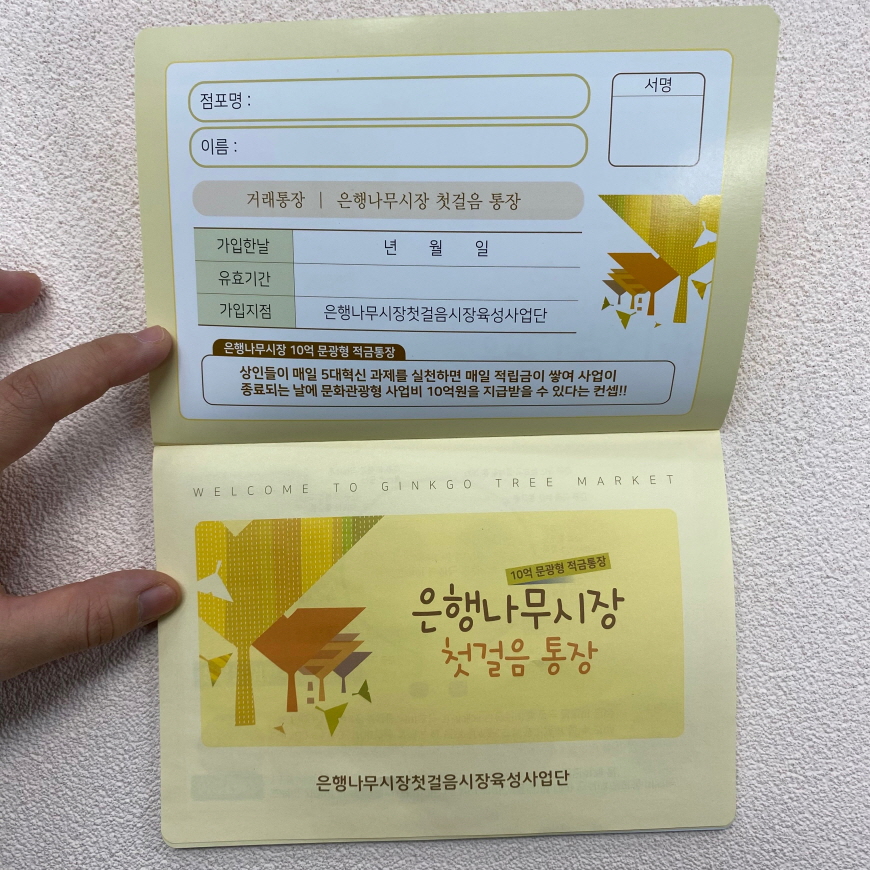 점포명 :
서명
이름 :
거래통장 | 은행나무시장 첫걸음 통장
가입한날 년 월 일
유효기간
가입지점 은행나무시장첫걸음시장육성사업단
은행나무시장 10억 문광형 적금통장
상인들이 매일 5대혁신 과제를 실천하면 매일 적립금이 쌓여 사업이
종료되는 날에 문화관광형 사업비 10억원을 지급받을 수 있다는 컨셉!!
WELCOME TO GINKGO TREE MARKET
10억 문광형 적금통장
은행나무시장
첫걸음 통장
은행나무시장첫걸음시장육성사업단